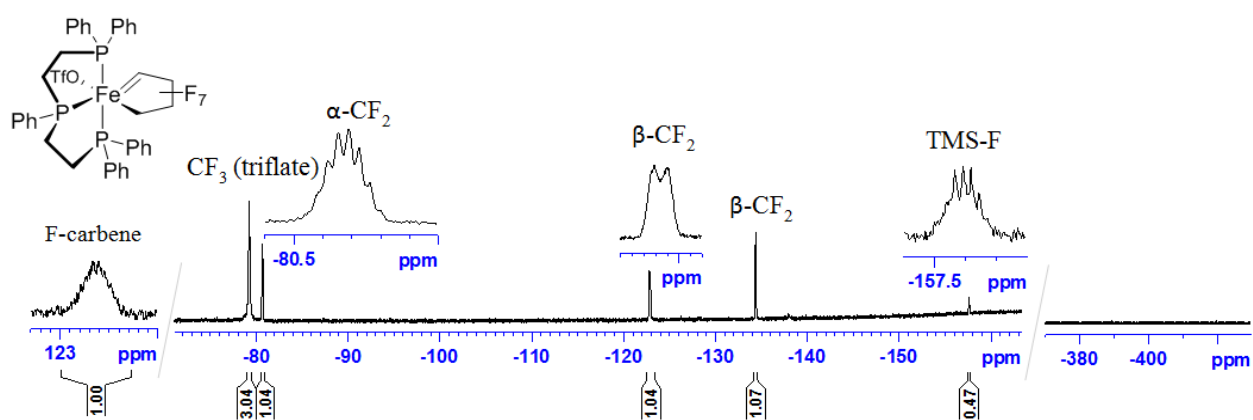 Ph Ph
P
TfO
Fe
F7
P
Ph
P
Ph
Ph
F-carbene
CF3 (triflate)
α-CF2
β-CF2
β-CF2
TMS-F
123 ppm
-80.5 ppm
ppm
-157.5 ppm
-80 -90 -100 -110 -120 -130 -140 -150 -380 ppm -400
1.00
3.04
1.04
1.04
1.07
0.47